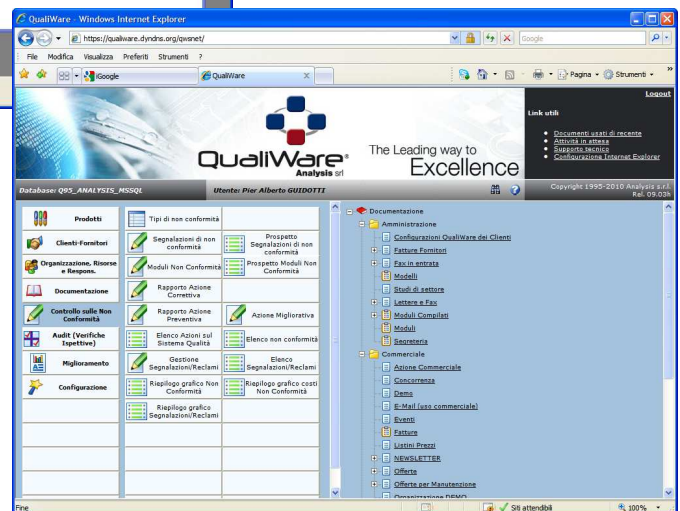 QualiWare - Windows Internet Explorer
https://qualiware.dyndns.org/qwsnet/
Google
File Modifica Visualizza Preferiti Strumenti ?
iGoogle
QualiWare
Pagina
Strumenti
Logout
Link utili
Documenti usati di recente
Attività in attesa
Supporto tecnico
Configurazione Internet Explorer
QualiWare®
Analysis srl
The Leading way to
Excellence
Database: Q95_ANALYSIS_MSSQL
Utente: Pier Alberto GUIDOTTI
Copyright 1995-2010 Analysis s.r.l.
Rel. 09.03h
Prodotti
Clienti-Fornitori
Organizzazione, Risorse
e Respons.
Documentazione
Controllo sulle Non
Conformità
Audit (Verifiche
Ispettive)
Miglioramento
Configurazione
Tipi di non conformità
Segnalazioni di non
conformità
Prospetto
Segnalazioni di non
conformità
Moduli Non Conformità
Prospetto Moduli Non
Conformità
Rapporto Azione
Correttiva
Rapporto Azione
Preventiva
Azione Migliorativa
Elenco Azioni sul
Sistema Qualità
Elenco non conformità
Gestione
Segnalazioni/Reclami
Elenco
Segnalazioni/Reclami
Riepilogo grafico Non
Conformità
Riepilogo grafico costi
Non Conformità
Riepilogo grafico
Segnalazioni/Reclami
Documentazione
Amministrazione
Configurazioni QualiWare dei Clienti
Fatture Fornitori
Fax in entrata
Modelli
Studi di settore
Lettere e Fax
Moduli Compilati
Moduli
Segreteria
Commerciale
Azione Commerciale
Concorrenza
Demo
E-Mail (uso commerciale)
Eventi
Fatture
Listini Prezzi
NEWSLETTER
Offerte
Offerte per Manutenzione
Organizzazione DEMO
Fine
Siti attendibili
100%